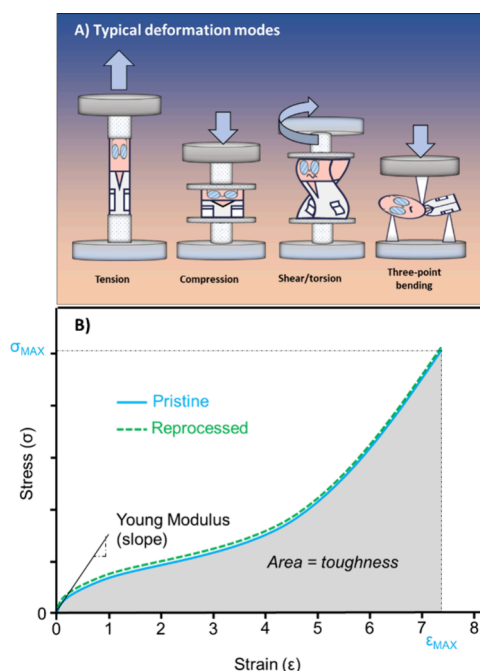 A) Typical deformation modes
Tension
Compression
Shear/torsion
Three-point
bending
B)
σMAX
Pristine
Reprocessed
Stress (σ)
Young Modulus
(slope)
Area = toughness
0
0 1 2 3 4 5 6 7 8
εMAX
Strain (ε)